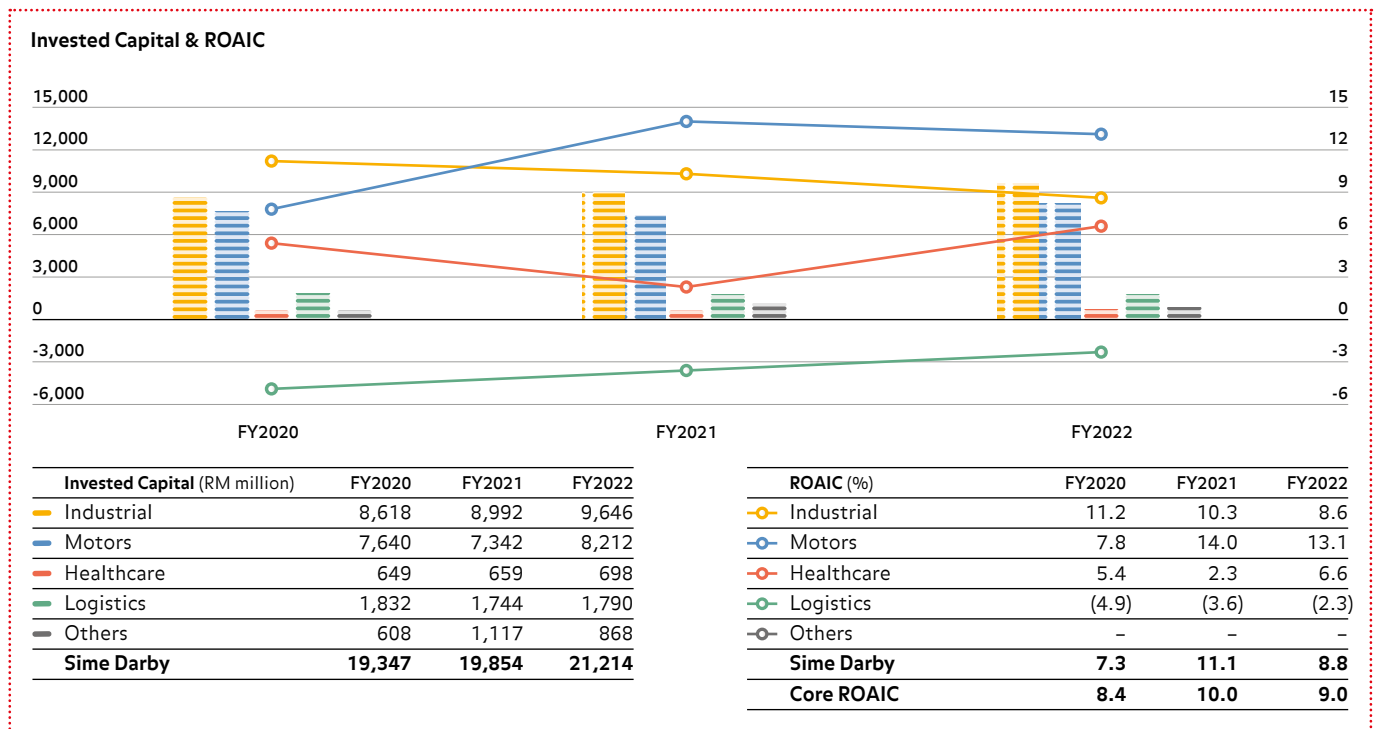 Invested Capital & ROAIC
15,000 15
12,000 12
9,000 9
6,000 6
3,000 3
0 0
-3,000 -3
-6,000 -6
FY2020 FY2021 FY2022
Invested Capital (RM million) FY2020 FY2021 FY2022
Industrial 8,618 8,992 9,646
Motors 7,640 7,342 8,212
Healthcare 649 659 698
Logistics 1,832 1,744 1,790
Others 608 1,117 868
Sime Darby 19,347 19,854 21,214
ROAIC (%) FY2020 FY2021 FY2022
Industrial 11.2 10.3 8.6
Motors 7.8 14.0 13.1
Healthcare 5.4 2.3 6.6
Logistics (4.9) (3.6) (2.3)
Others – – –
Sime Darby 7.3 11.1 8.8
Core ROAIC 8.4 10.0 9.0